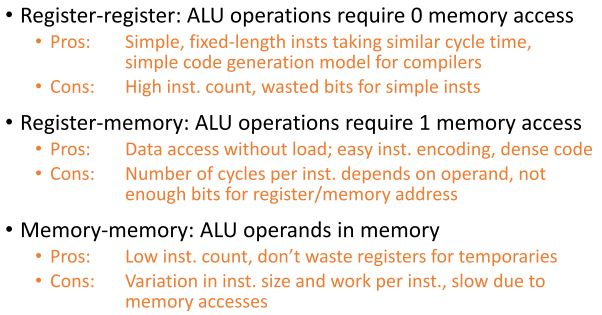 • Register-register: ALU operations require 0 memory access
• Pros: Simple, fixed-length insts taking similar cycle time,
simple code generation model for compilers
• Cons: High inst. count, wasted bits for simple insts
• Register-memory: ALU operations require 1 memory access
• Pros: Data access without load; easy inst. encoding, dense code
• Cons: Number of cycles per inst. depends on operand, not
enough bits for register/memory address
• Memory-memory: ALU operands in memory
• Pros: Low inst. count, don’t waste registers for temporaries
• Cons: Variation in inst. size and work per inst., slow due to
memory accesses